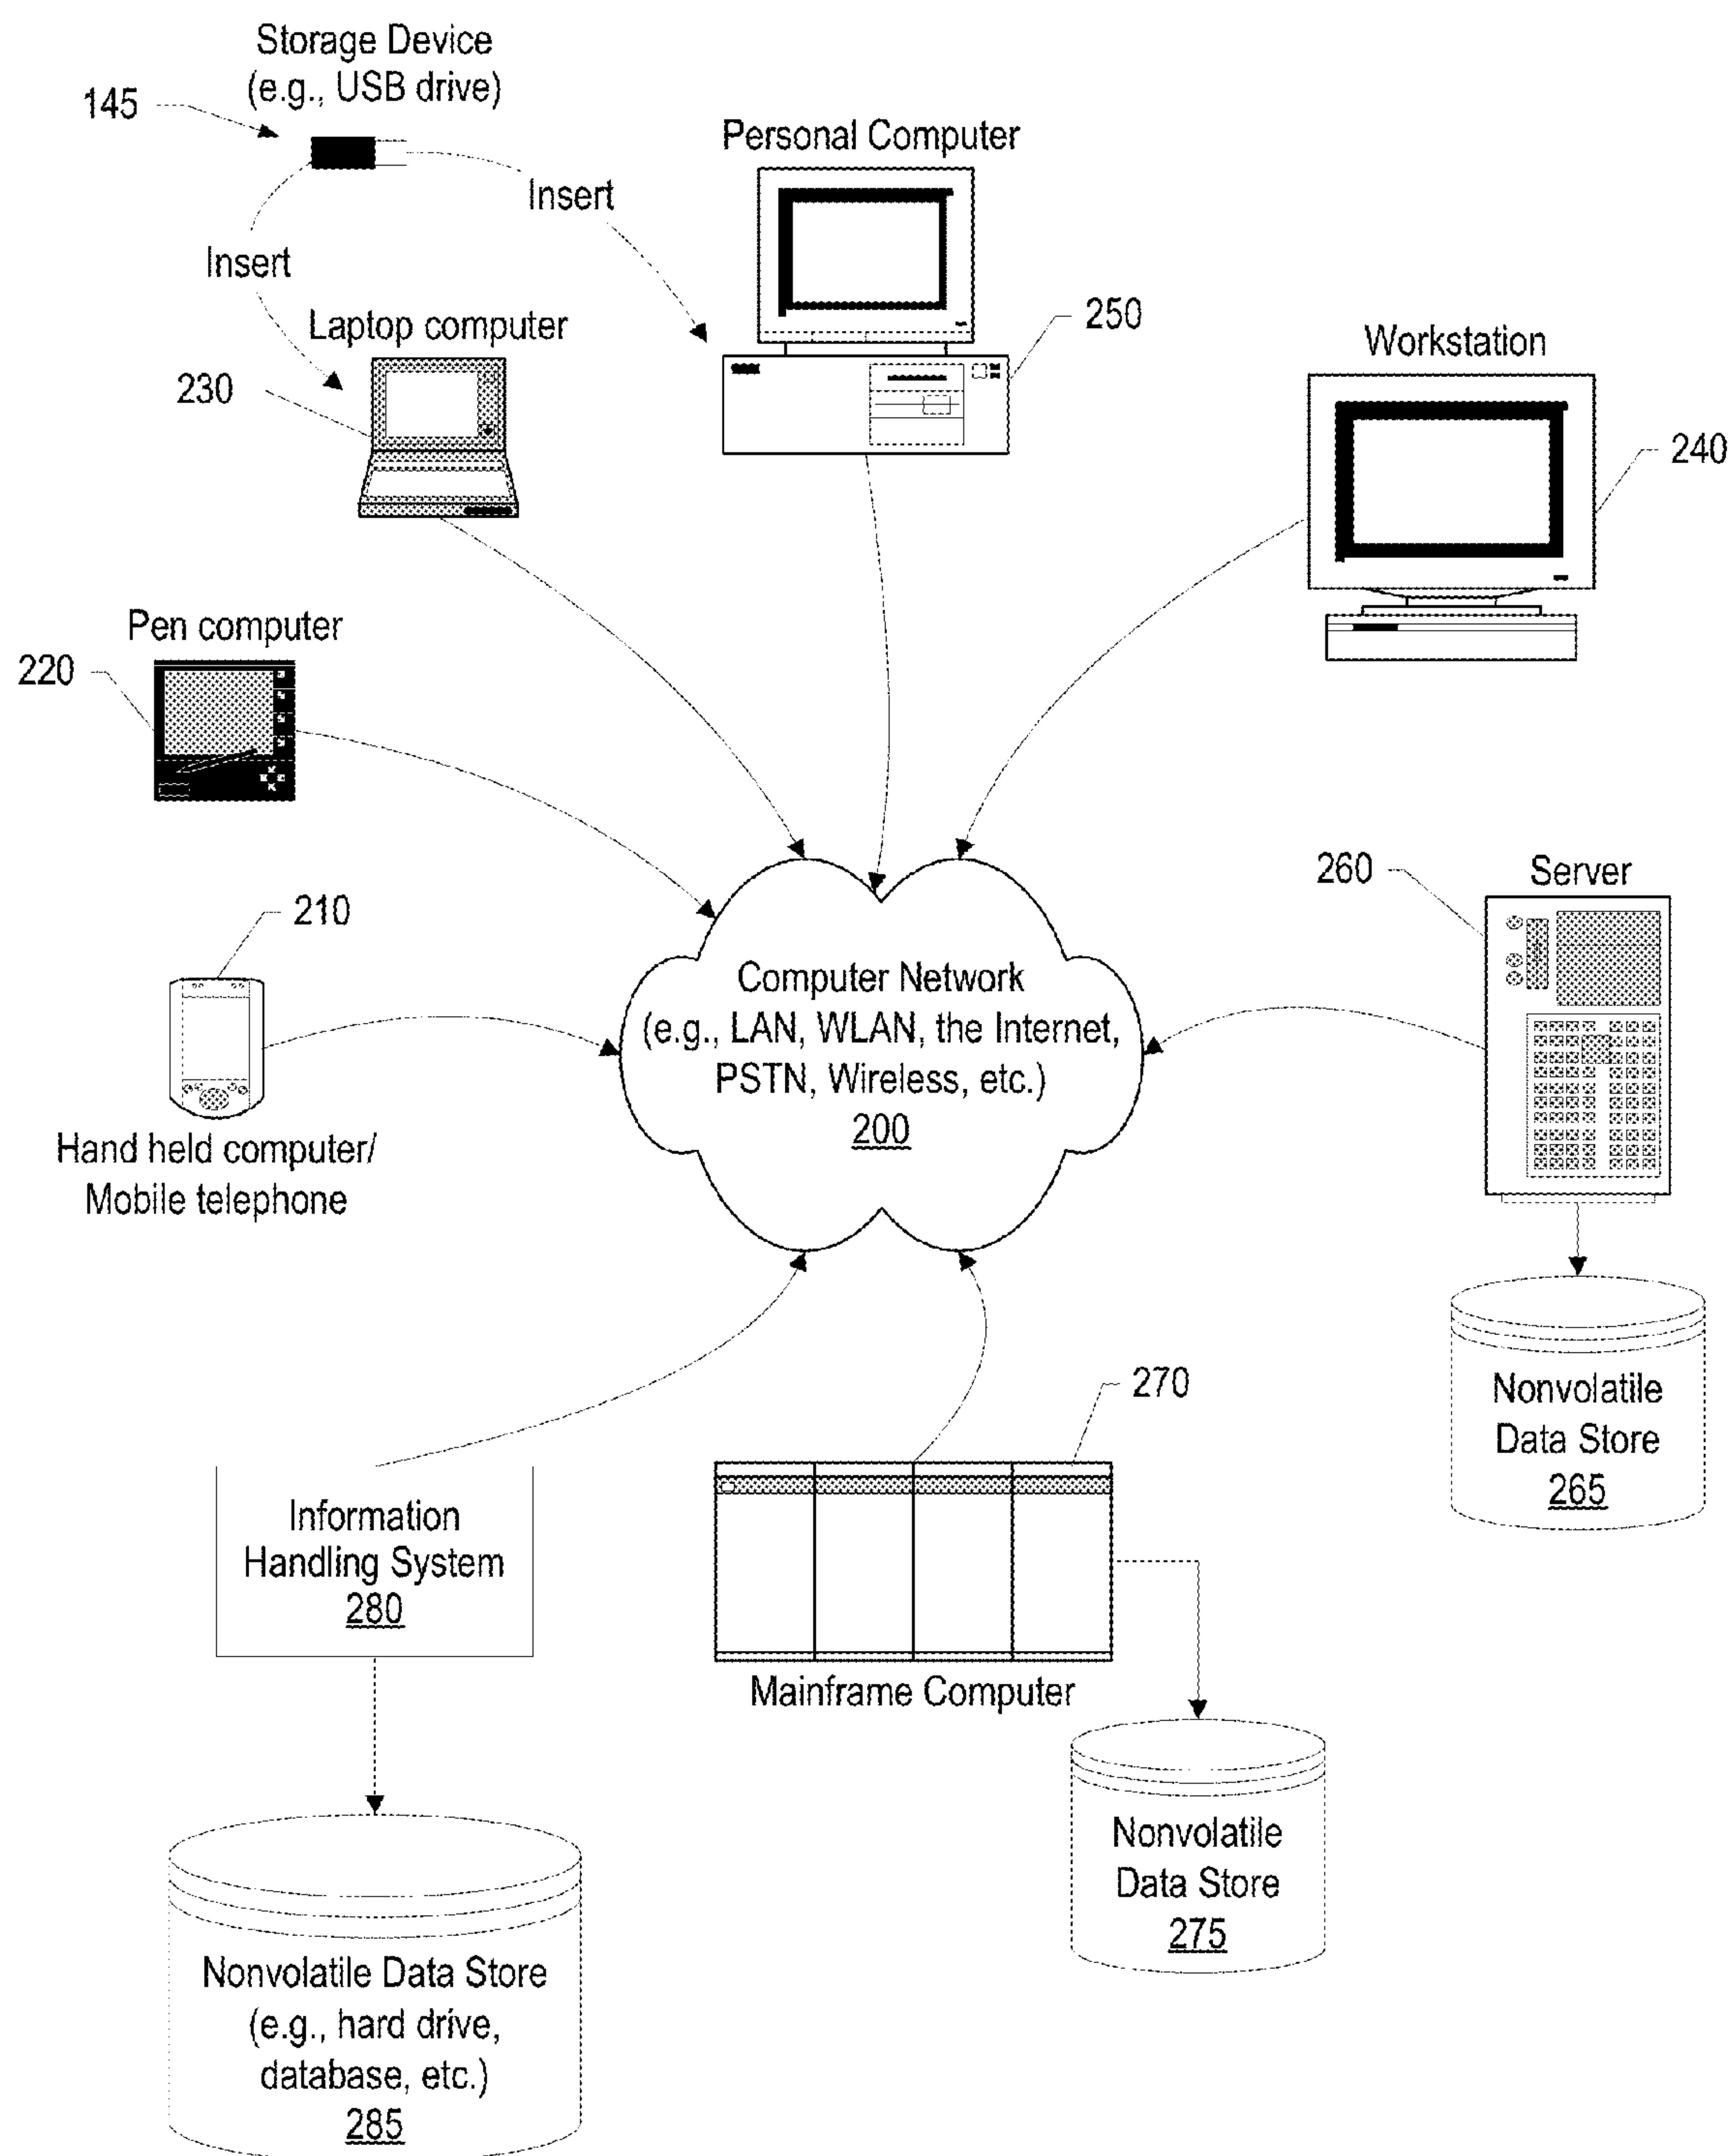 Storage Device
(e.g., USB drive)
145
Personal Computer
Insert
Insert
Laptop computer
250
Workstation
230
240
Pen computer
220
260
Server
210
Computer Network
(e.g., LAN, WLAN, the Internet,
PSTN, Wireless, etc.)
200
Hand held computer/
Mobile telephone
270
Nonvolatile
Data Store
265
Information
Handling System
280
Mainframe Computer
Nonvolatile
Data Store
275
Nonvolatile Data Store
(e.g., hard drive,
database, etc.)
285